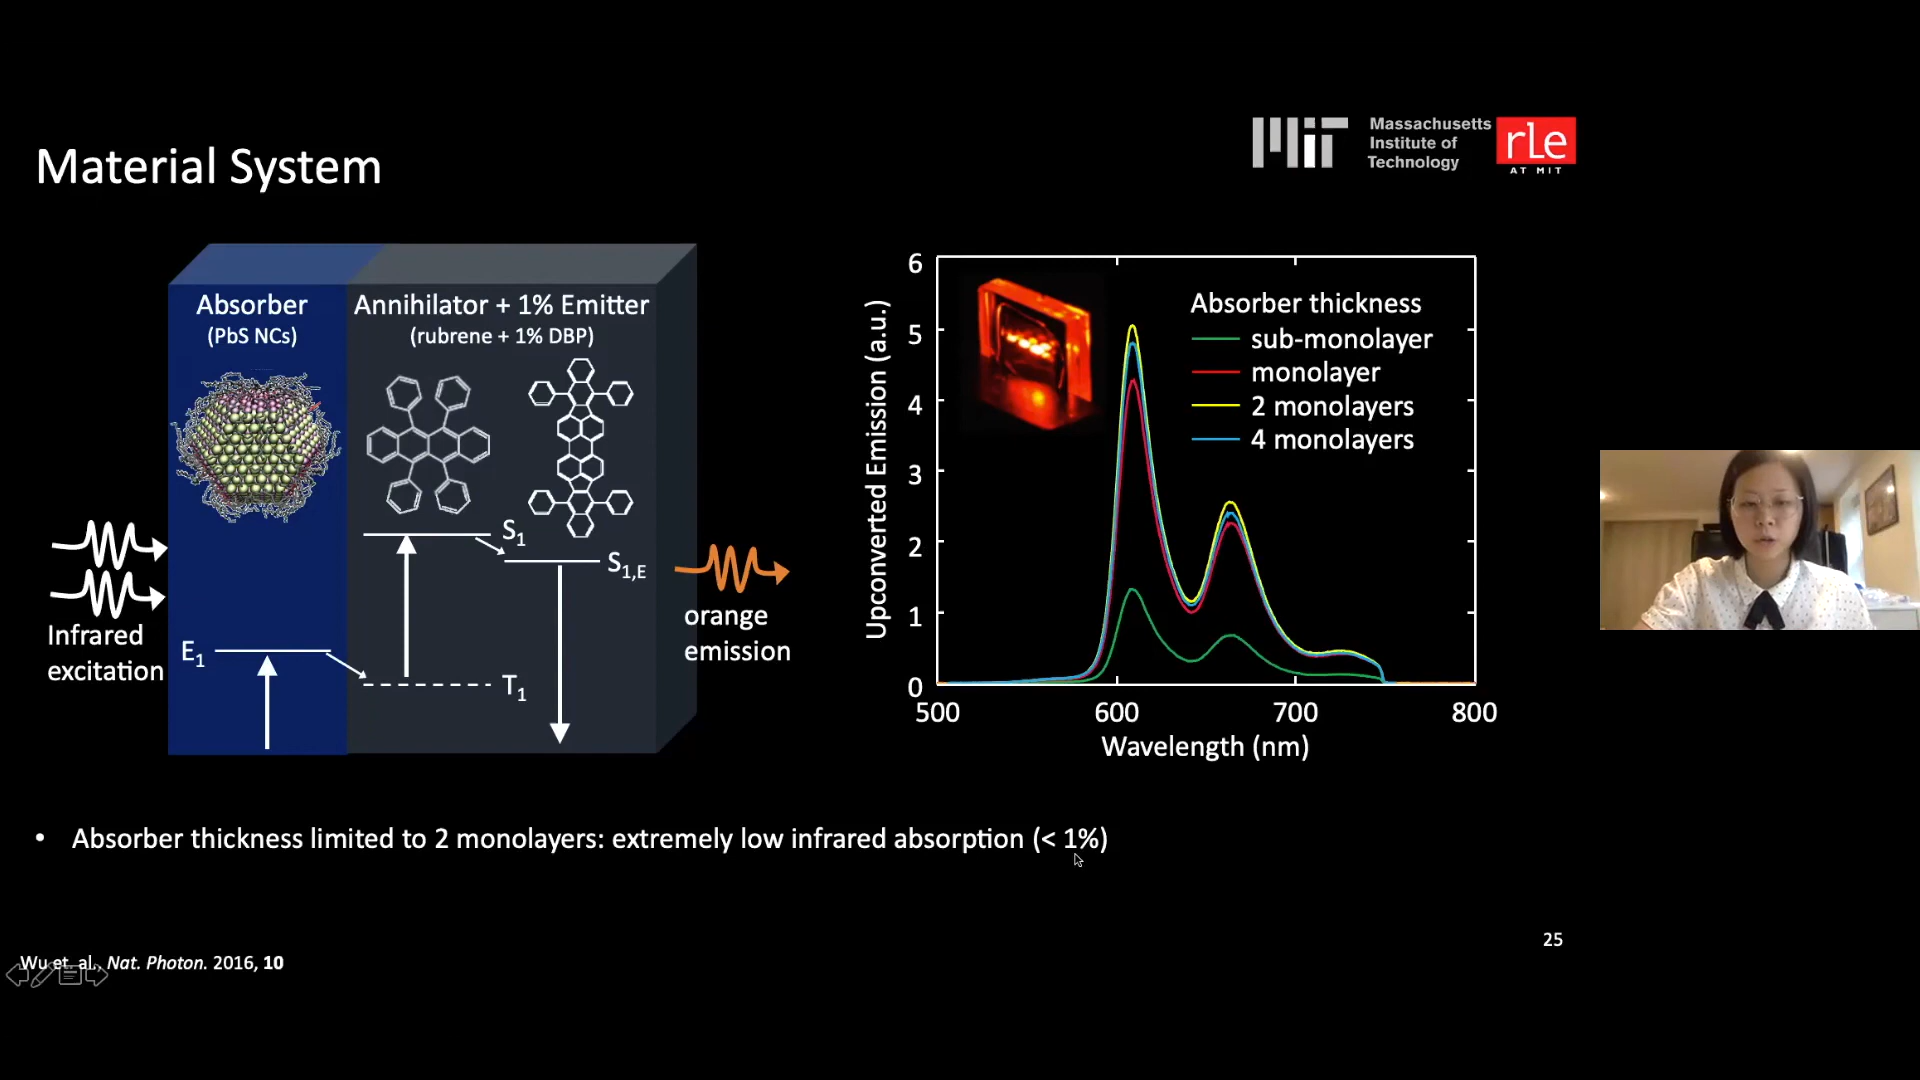 Material System
Massachusetts
Institute of
Technology
rLe
AT MIT
Absorber
(PbS NCs)
Annihilator + 1% Emitter
(rubrene + 1% DBP)
S1
S1,E
E1
T1
Infrared
excitation
orange
emission
Upconverted Emission (a.u.)
6
5
4
3
2
1
0
500
600
700
800
Wavelength (nm)
Absorber thickness
sub-monolayer
monolayer
2 monolayers
4 monolayers
• Absorber thickness limited to 2 monolayers: extremely low infrared absorption (< 1%)
25
Wu et. al., Nat. Photon. 2016, 10